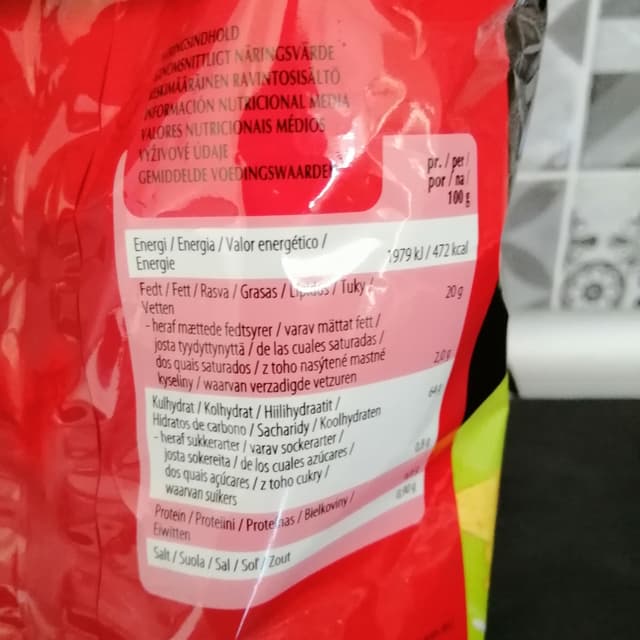 NÄRINGSINDHOLD
GENOMSNITTLIGT NÄRINGSVÄRDE
KESKIMÄÄRÄINEN RAVINTOSISÄLTÖ
INFORMACIÓN NUTRICIONAL MEDIA
VALORES NUTRICIONAIS MÉDIOS
VÝŽIVOVÉ ÚDAJE
GEMIDDELDE VOEDINGSWAARDEN
pr. / per /
por / na /
100 g
Energi / Energia / Valor energético /
Energie
1979 kJ / 472 kcal
Fedt / Fett / Rasva / Grasas / Lípidos / Tuky /
Vetten
20 g
- heraf mættede fedtsyrer / varav mättat fett /
josta tyydyttynyttä / de las cuales saturadas /
dos quais saturados / z toho nasýtené mastné
kyseliny / waarvan verzadigde vetzuren
2,0 g
Kulhydrat / Kolhydrat / Hiilihydraatit /
Hidratos de carbono / Sacharidy / Koolhydraten
64 g
- heraf sukkerarter / varav sockerarter /
josta sokereita / de los cuales azúcares /
dos quais açúcares / z toho cukry /
waarvan suikers
0,8 g
Protein / Proteiini / Proteínas / Bielkoviny /
Eiwitten
Salt / Suola / Sal / Soľ / Zout
0,90 g